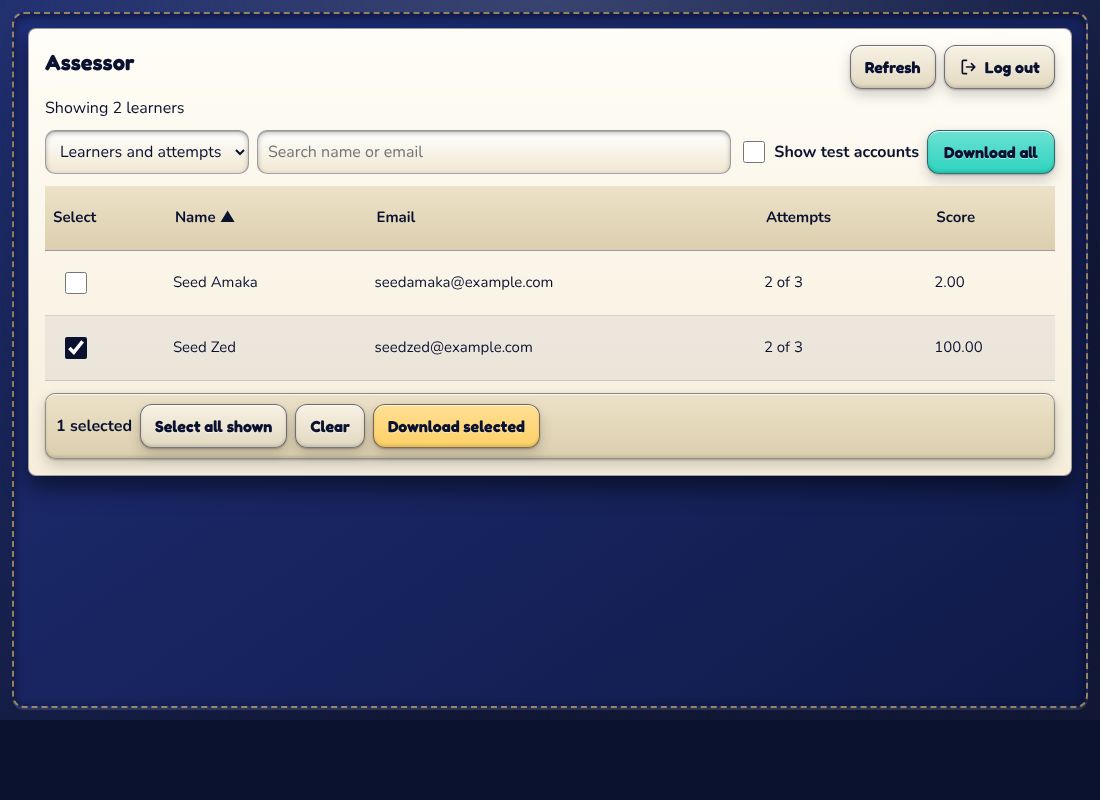 Assessor
Refresh
Log out
Showing 2 learners
Learners and attempts
Search name or email
Show test accounts
Download all
Select Name ▲ Email Attempts Score
Seed Amaka seedamaka@example.com 2 of 3 2.00
Seed Zed seedzed@example.com 2 of 3 100.00
1 selected
Select all shown
Clear
Download selected